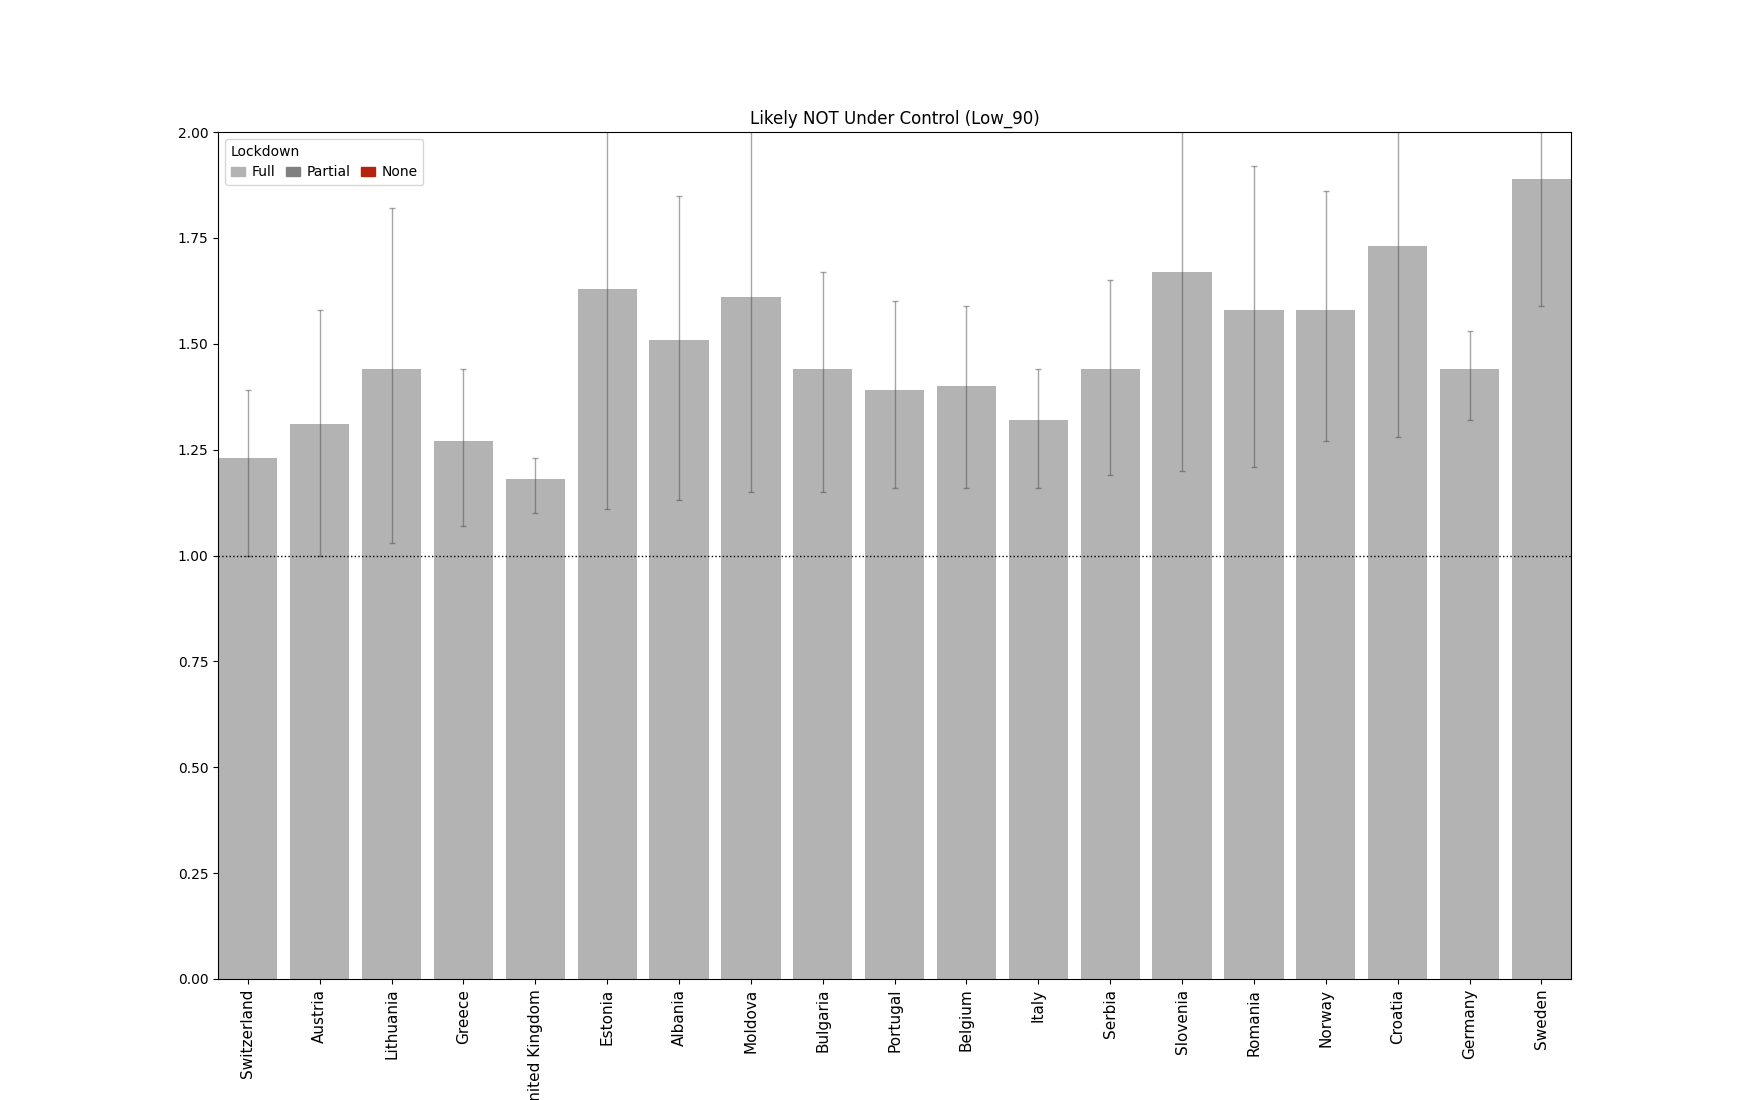 Likely NOT Under Control (Low_90)
Lockdown
Full Partial None
2.00
1.75
1.50
1.25
1.00
0.75
0.50
0.25
0.00
Switzerland
Austria
Lithuania
Greece
nited Kingdom
Estonia
Albania
Moldova
Bulgaria
Portugal
Belgium
Italy
Serbia
Slovenia
Romania
Norway
Croatia
Germany
Sweden